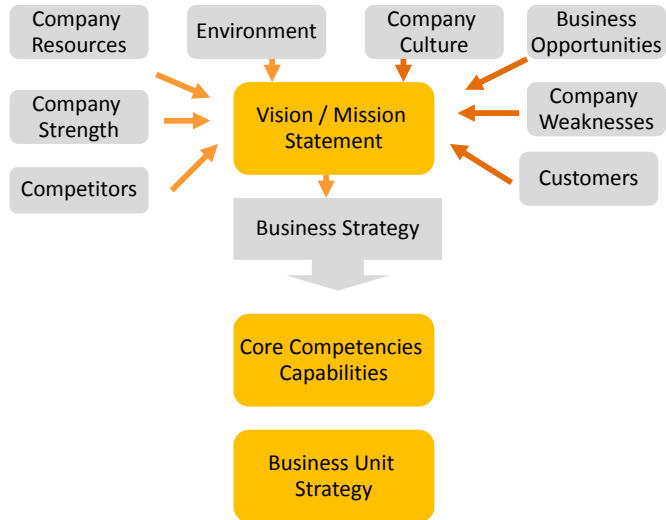 Company
Resources
Environment
Company
Culture
Business
Opportunities
Company
Strength
Vision / Mission
Statement
Company
Weaknesses
Competitors
Customers
Business Strategy
Core Competencies
Capabilities
Business Unit
Strategy